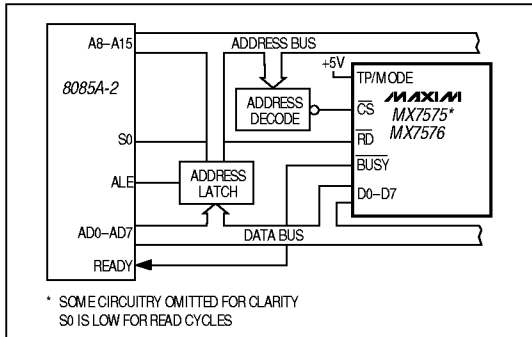 A8–A15
ADDRESS BUS
+5V
TP/MODE
8085A-2
ADDRESS
DECODE
MAXIM
CS
MX7575*
MX7576
S0
RD
ADDRESS
LATCH
BUSY
ALE
D0–D7
AD0–AD7
DATA BUS
READY
* SOME CIRCUITRY OMITTED FOR CLARITY
S0 IS LOW FOR READ CYCLES